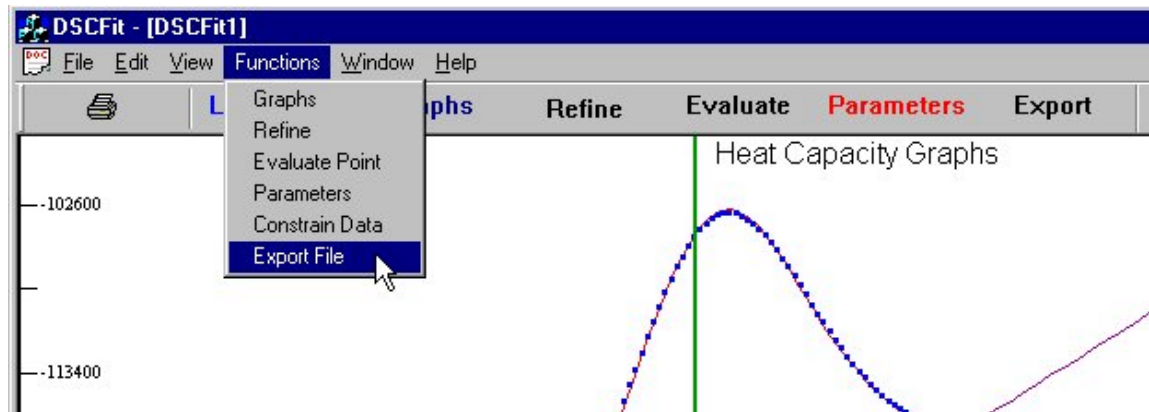 DSCFit - [DSCFit1]
File Edit View Functions Window Help
Refine Evaluate Parameters Export
Graphs
Refine
Evaluate Point
Parameters
Constrain Data
Export File
Heat Capacity Graphs
-102600
-113400